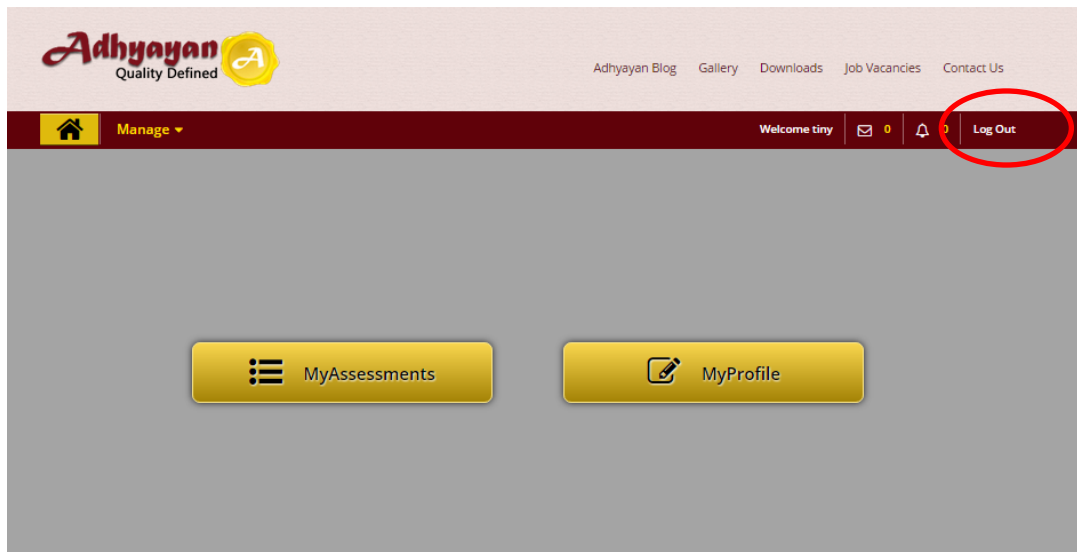 Adhyayan A
Quality Defined
Adhyayan Blog Gallery Downloads Job Vacancies Contact Us
Manage Welcome tiny 0 0 Log Out
MyAssessments MyProfile